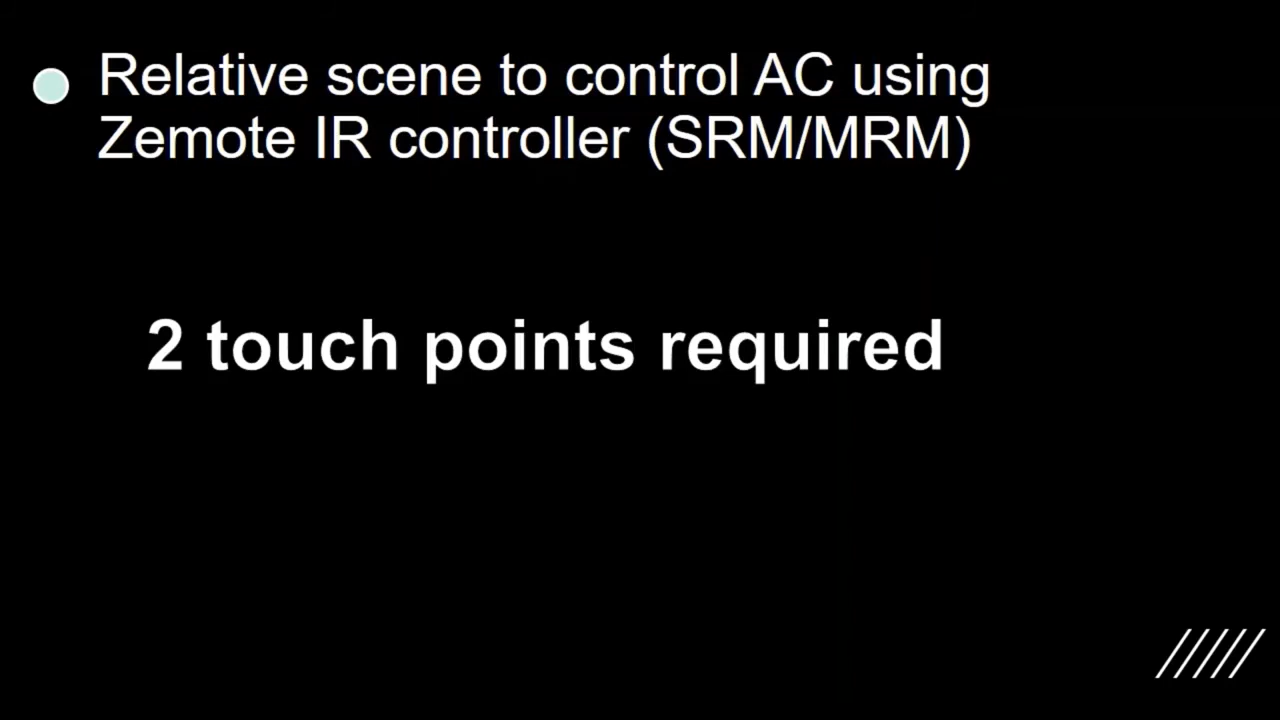 Relative scene to control AC using
Zemote IR controller (SRM/MRM)
2 touch points required